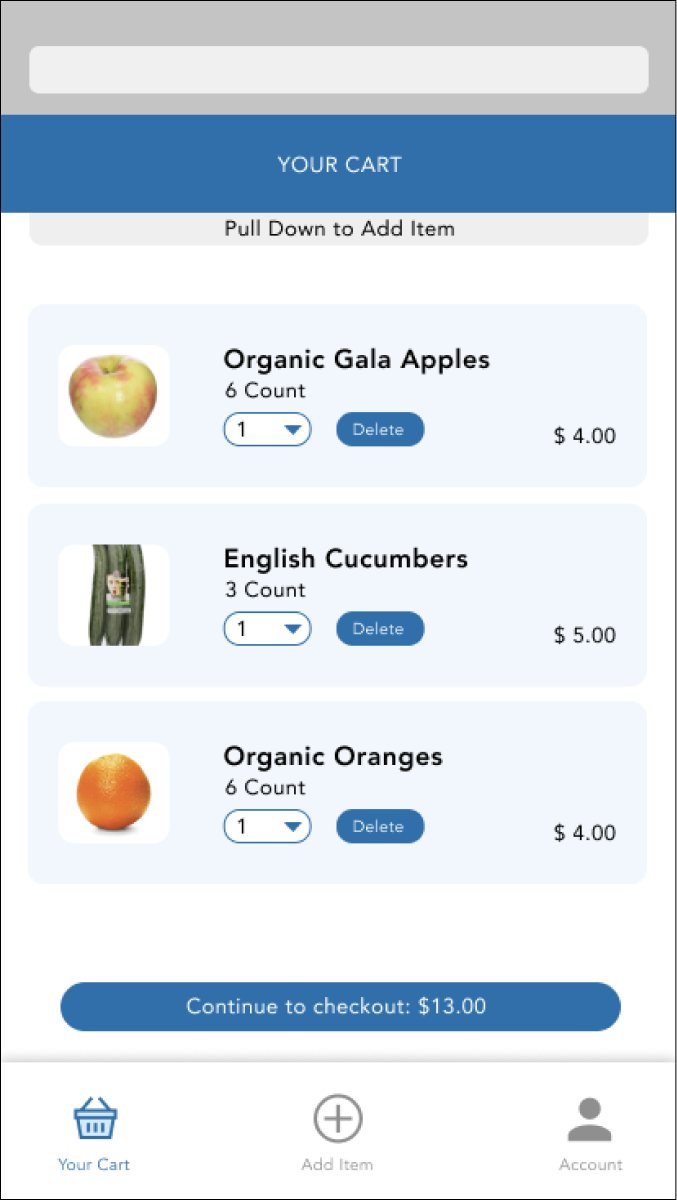 YOUR CART
Pull Down to Add Item
Organic Gala Apples
6 Count
1 Delete
$ 4.00
English Cucumbers
3 Count
1 Delete
$ 5.00
Organic Oranges
6 Count
1 Delete
$ 4.00
Continue to checkout: $13.00
Your Cart Add Item Account